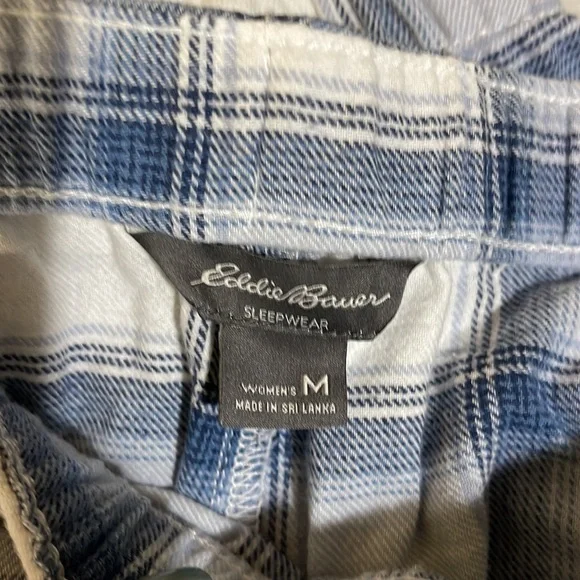 Eddie Bauer
SLEEPWEAR
WOMEN'S M
MADE IN SRI LANKA